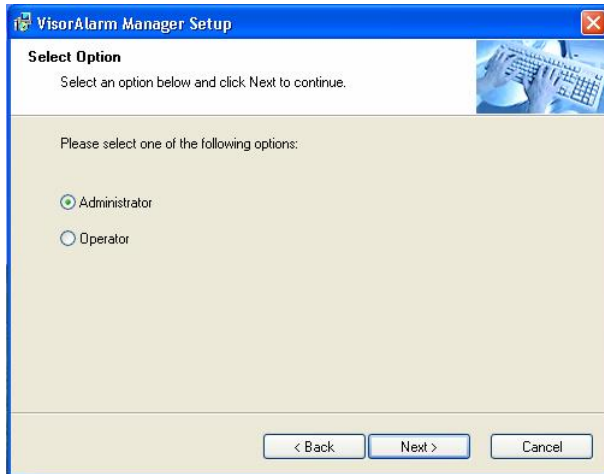 VisorAlarm Manager Setup
Select Option
Select an option below and click Next to continue.
Please select one of the following options:
Administrator
Operator
< Back
Next >
Cancel